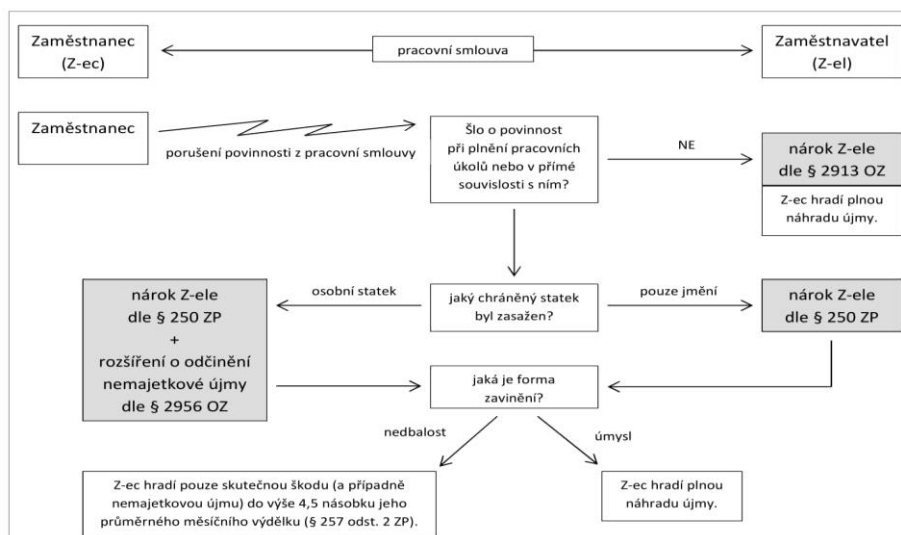 Zaměstnanec
(Z-ec)
pracovní smlouva
Zaměstnavatel
(Z-el)
Zaměstnanec
porušení povinnosti z pracovní smlouvy
Šlo o povinnost
při plnění pracovních
úkolů nebo v přímé
souvislosti s ním?
NE
nárok Z-ele
dle § 2913 OZ
Z-ec hradí plnou
náhradu újmy.
nárok Z-ele
dle § 250 ZP
+
rozšíření o odčinění
nemajetkové újmy
dle § 2956 OZ
osobní statek
jaký chráněný statek
byl zasažen?
pouze jmění
nárok Z-ele
dle § 250 ZP
jaká je forma
zavinění?
nedbalost
úmysl
Z-ec hradí pouze skutečnou škodu (a případně
nemajetkovou újmu) do výše 4,5 násobku jeho
průměrného měsíčního výdělku (§ 257 odst. 2 ZP).
Z-ec hradí plnou
náhradu újmy.